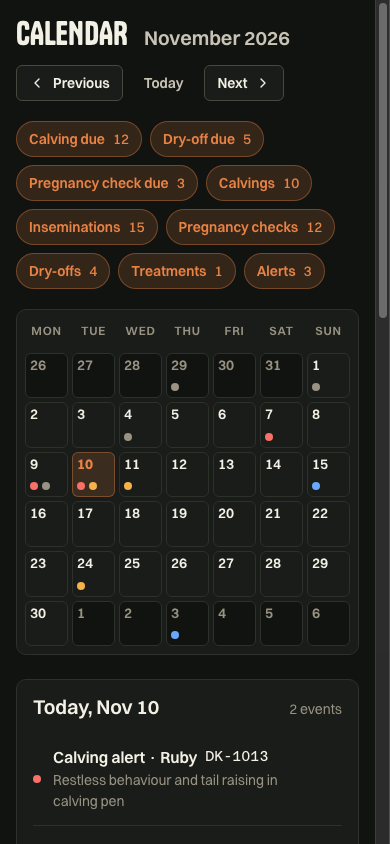 CALENDAR November 2026
Previous Today Next
Calving due 12 Dry-off due 5
Pregnancy check due 3 Calvings 10
Inseminations 15 Pregnancy checks 12
Dry-offs 4 Treatments 1 Alerts 3
MON TUE WED THU FRI SAT SUN
26 27 28 29 30 31 1
2 3 4 5 6 7 8
9 10 11 12 13 14 15
16 17 18 19 20 21 22
23 24 25 26 27 28 29
30 1 2 3 4 5 6
Today, Nov 10 2 events
Calving alert · Ruby DK-1013
Restless behaviour and tail raising in
calving pen